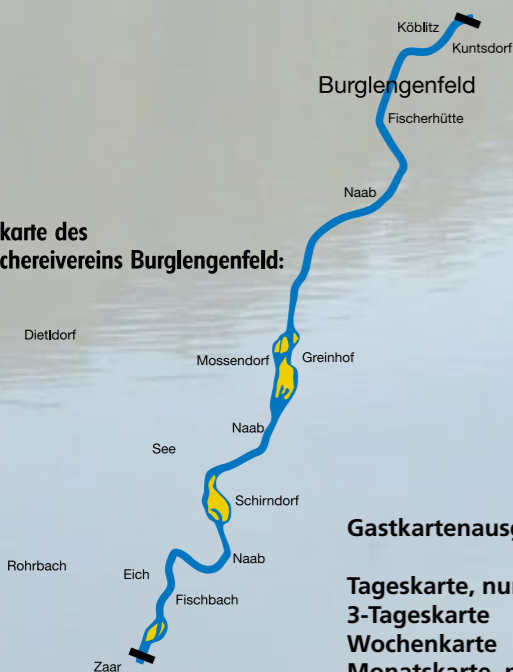 Köblitz
Kuntsdorf
Burglengenfeld
Fischerhütte
Naab
karte des
chereivereins Burglengenfeld:
Dietldorf
Mossendorf
Greinhof
Naab
See
Schirndorf
Gastkartenausg
Naab
Rohrbach
Eich
Tageskarte, nur
Fischbach
3-Tageskarte
Wochenkarte
Zaar